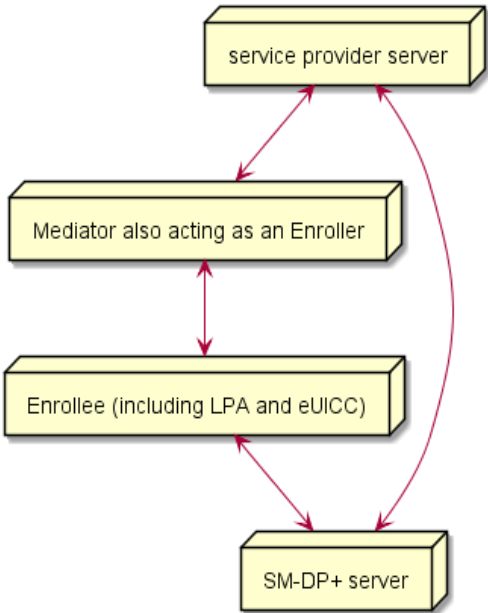 service provider server
Mediator also acting as an Enroller
Enrollee (including LPA and eUICC)
SM-DP+ server